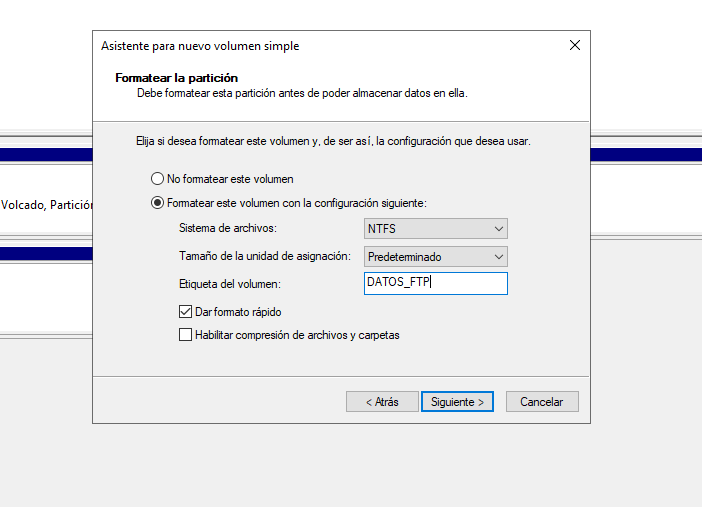 Asistente para nuevo volumen simple
Formatear la partición
Debe formatear esta partición antes de poder almacenar datos en ella.
Elija si desea formatear este volumen y, de ser así, la configuración que desea usar.
No formatear este volumen
Volcado, Partición
Formatear este volumen con la configuración siguiente:
Sistema de archivos: NTFS
Tamaño de la unidad de asignación: Predeterminado
Etiqueta del volumen: DATOS_FTP
Dar formato rápido
Habilitar compresión de archivos y carpetas
< Atrás Siguiente > Cancelar